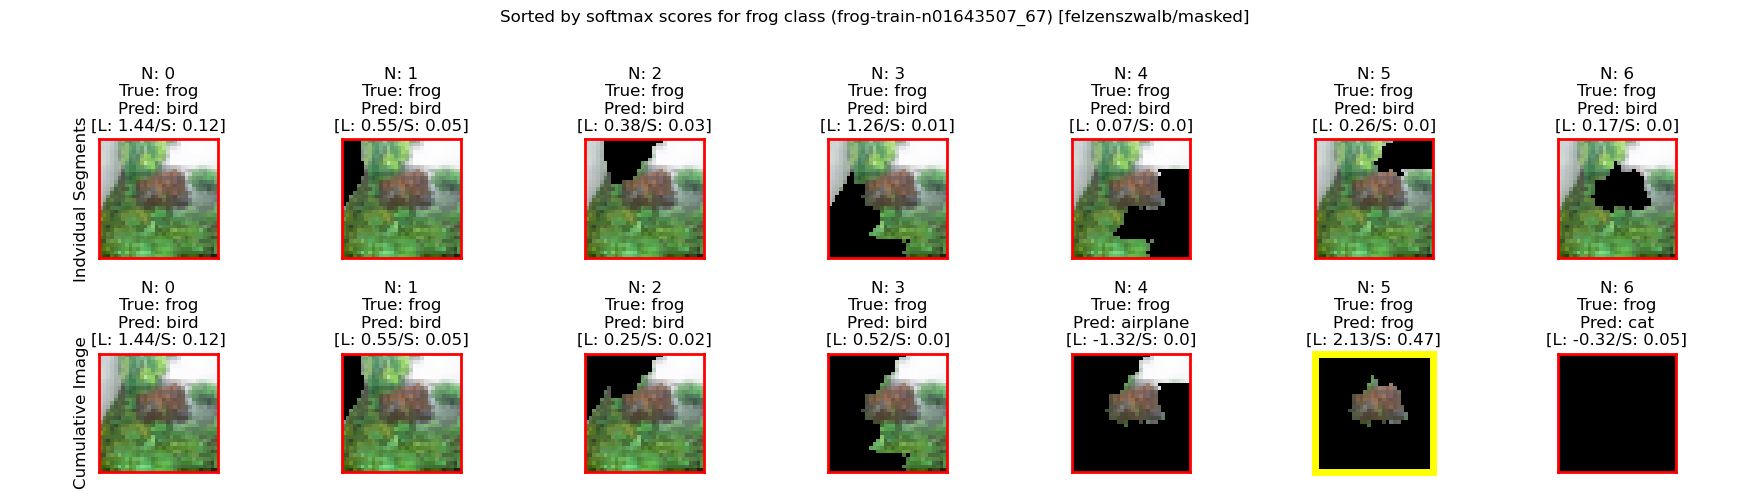 Sorted by softmax scores for frog class (frog-train-n01643507_67) [felzenszwalb/masked]
Indvidual Segments
N: 0
True: frog
Pred: bird
[L: 1.44/S: 0.12]
N: 1
True: frog
Pred: bird
[L: 0.55/S: 0.05]
N: 2
True: frog
Pred: bird
[L: 0.38/S: 0.03]
N: 3
True: frog
Pred: bird
[L: 1.26/S: 0.01]
N: 4
True: frog
Pred: bird
[L: 0.07/S: 0.0]
N: 5
True: frog
Pred: bird
[L: 0.26/S: 0.0]
N: 6
True: frog
Pred: bird
[L: 0.17/S: 0.0]
Cumulative Image
N: 0
True: frog
Pred: bird
[L: 1.44/S: 0.12]
N: 1
True: frog
Pred: bird
[L: 0.55/S: 0.05]
N: 2
True: frog
Pred: bird
[L: 0.25/S: 0.02]
N: 3
True: frog
Pred: bird
[L: 0.52/S: 0.0]
N: 4
True: frog
Pred: airplane
[L: -1.32/S: 0.0]
N: 5
True: frog
Pred: frog
[L: 2.13/S: 0.47]
N: 6
True: frog
Pred: cat
[L: -0.32/S: 0.05]